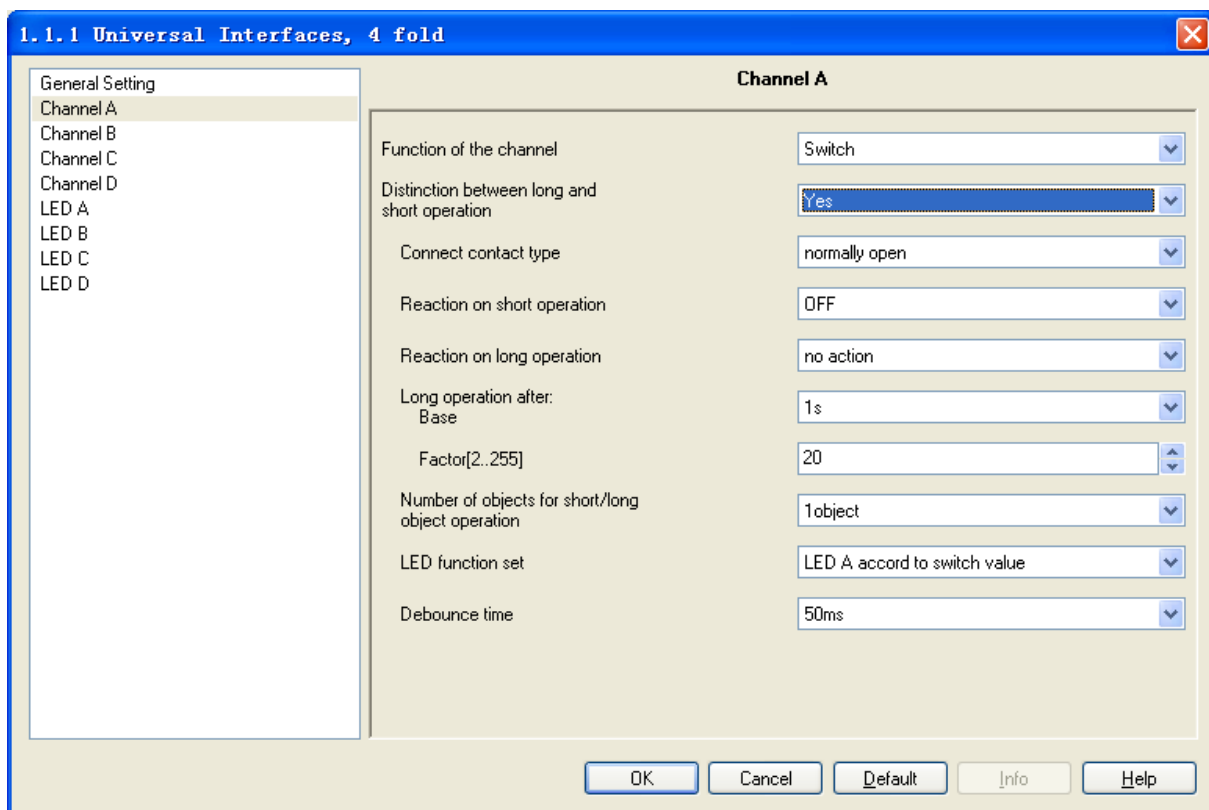 1.1.1 Universal Interfaces, 4 fold
General Setting
Channel A
Channel B
Channel C
Channel D
LED A
LED B
LED C
LED D
Channel A
Function of the channel
Switch
Distinction between long and
short operation
Yes
Connect contact type
normally open
Reaction on short operation
OFF
Reaction on long operation
no action
Long operation after:
Base
1s
Factor[2..255]
20
Number of objects for short/long
object operation
1object
LED function set
LED A accord to switch value
Debounce time
50ms
OK
Cancel
Default
Info
Help